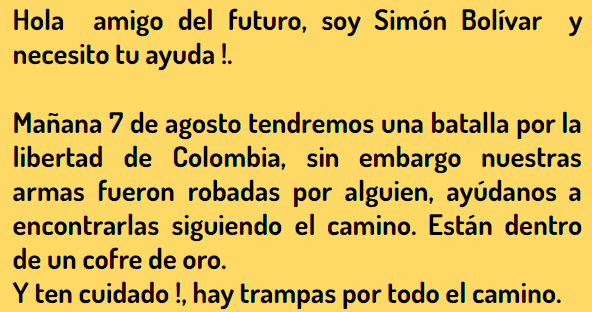 Hola amigo del futuro, soy Simón Bolívar y
necesito tu ayuda !.
Mañana 7 de agosto tendremos una batalla por la
libertad de Colombia, sin embargo nuestras
armas fueron robadas por alguien, ayúdanos a
encontrarlas siguiendo el camino. Están dentro
de un cofre de oro.
Y ten cuidado !, hay trampas por todo el camino.